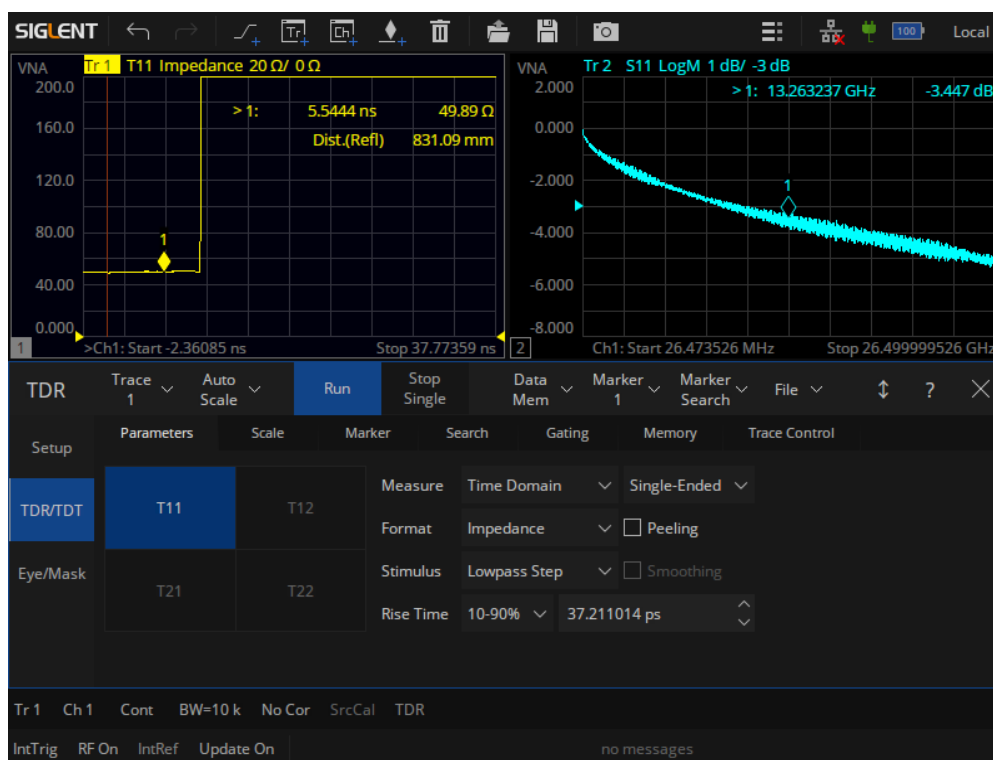 SIGLENT Tr Ch 100 Local
VNA Tr 1 T11 Impedance 20 Ω/ 0 Ω
200.0
160.0
120.0
80.00
40.00
0.000
> 1: 5.5444 ns 49.89 Ω
Dist.(Refl) 831.09 mm
1
1 >Ch1: Start -2.36085 ns Stop 37.77359 ns
VNA Tr 2 S11 LogM 1 dB/ -3 dB
2.000
0.000
-2.000
-4.000
-6.000
-8.000
> 1: 13.263237 GHz -3.447 dB
1
2 Ch1: Start 26.473526 MHz Stop 26.499999526 GHz
TDR Trace 1 Auto Scale Run Stop Single Data Mem Marker 1 Marker Search File ?
Setup
TDR/TDT
Eye/Mask
Parameters Scale Marker Search Gating Memory Trace Control
T11 T12
T21 T22
Measure Time Domain Single-Ended
Format Impedance Peeling
Stimulus Lowpass Step Smoothing
Rise Time 10-90% 37.211014 ps
Tr 1 Ch 1 Cont BW=10 k No Cor SrcCal TDR
IntTrig RF On IntRef Update On no messages